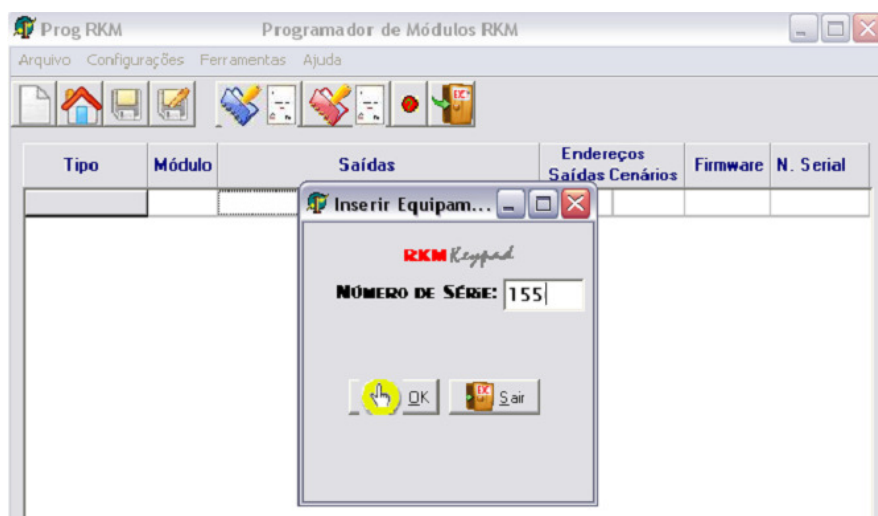 Prog RKM Programador de Módulos RKM
Arquivo Configurações Ferramentas Ajuda
Tipo Módulo Saídas Endereços Saídas Cenários Firmware N. Serial
Inserir Equipam...
RKM Keypad
Número de Série: 155
OK Sair